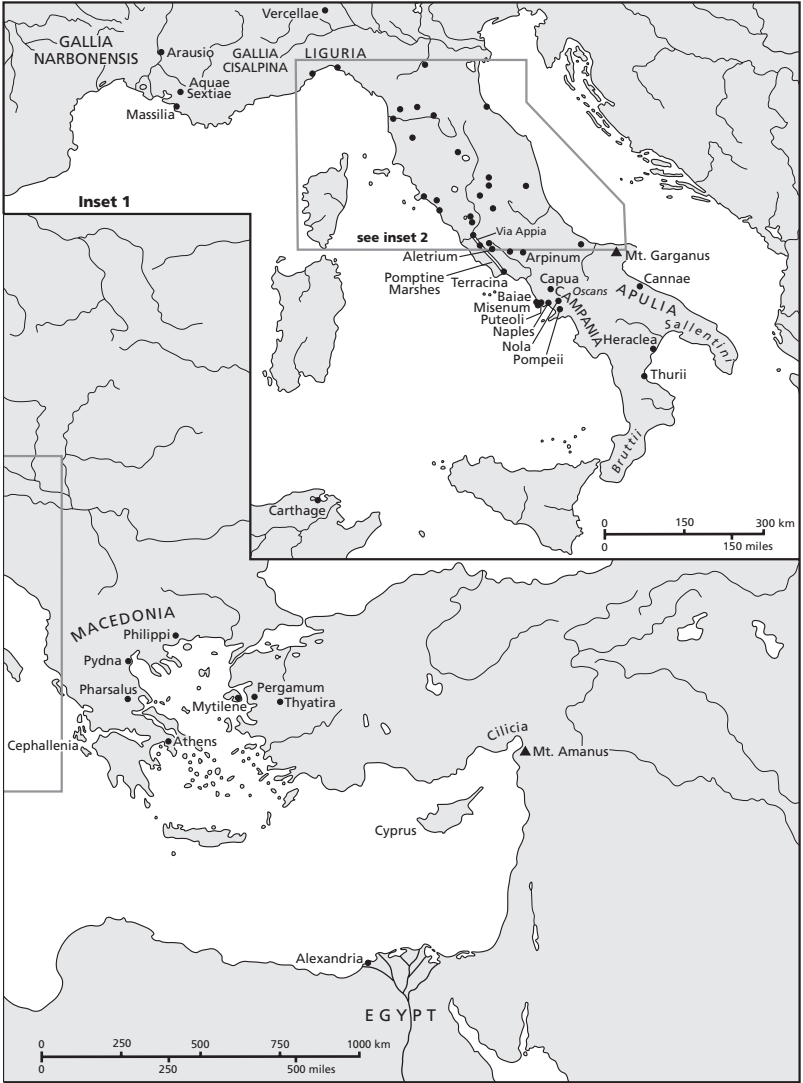 Vercellae
GALLIA
NARBONENSIS
Arausio
GALLIA
CISALPINA
LIGURIA
Aquae
Sextiae
Massilia
Inset 1
see inset 2
Via Appia
Aletrium
Arpinum
Mt. Garganus
Pomptine
Marshes
Terracina
Capua
Oscans
Cannae
APULIA
Baiae
Misenum
Puteoli
Naples
Nola
Pompeii
CAMPANIA
Sallentini
Heraclea
Thurii
Bruttii
Carthage
0 150 300 km
0 150 miles
MACEDONIA
Philippi
Pydna
Pharsalus
Pergamum
Mytilene
Thyatira
Cephallenia
Athens
Cilicia
Mt. Amanus
Cyprus
Alexandria
EGYPT
0 250 500 750 1000 km
0 250 500 miles